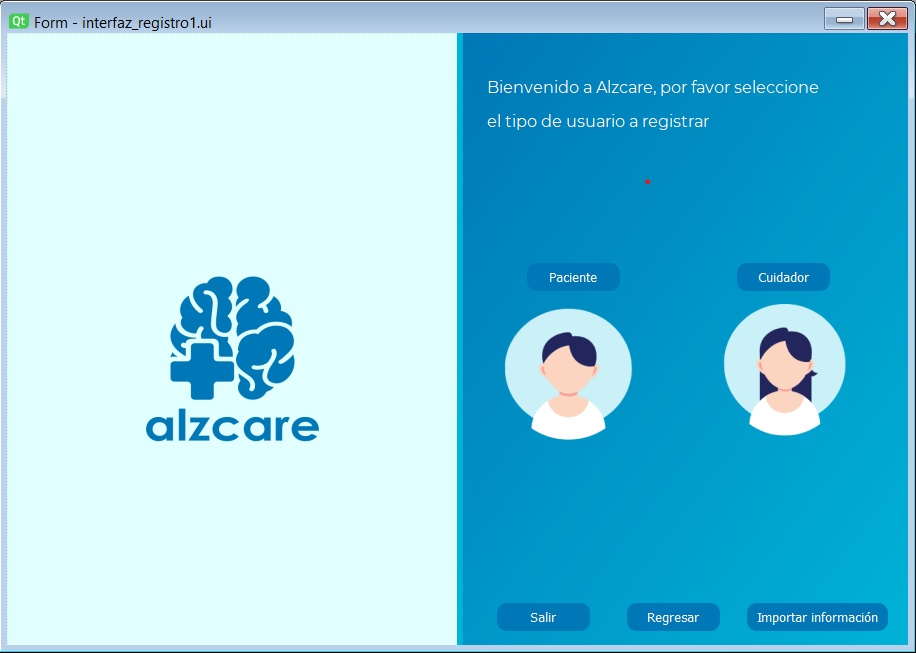 Qt Form - interfaz_registro1.ui
Bienvenido a Alzcare, por favor seleccione
el tipo de usuario a registrar
Paciente
Cuidador
alzcare
Salir
Regresar
Importar información